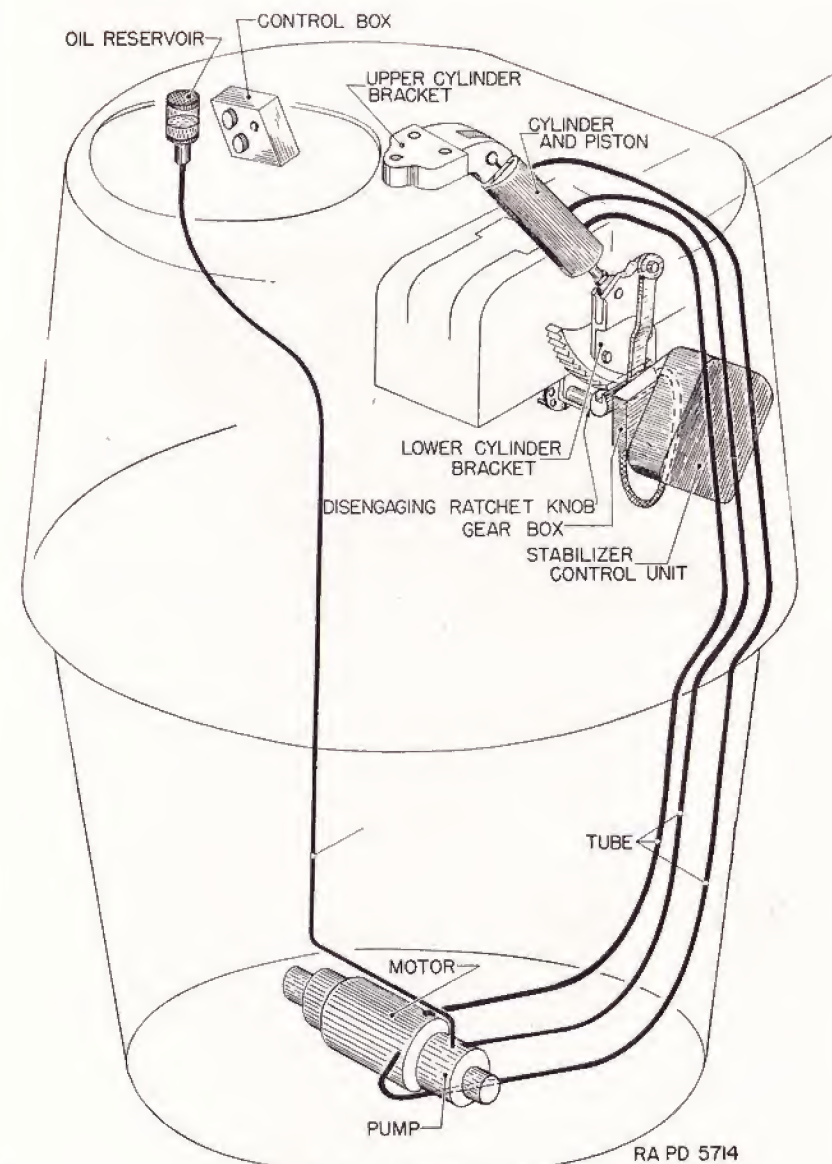 CONTROL BOX
OIL RESERVOIR
UPPER CYLINDER
BRACKET
CYLINDER
AND PISTON
LOWER CYLINDER
BRACKET
DISENGAGING RATCHET KNOB
GEAR BOX
STABILIZER
CONTROL UNIT
TUBE
MOTOR
PUMP
RA PD 5714